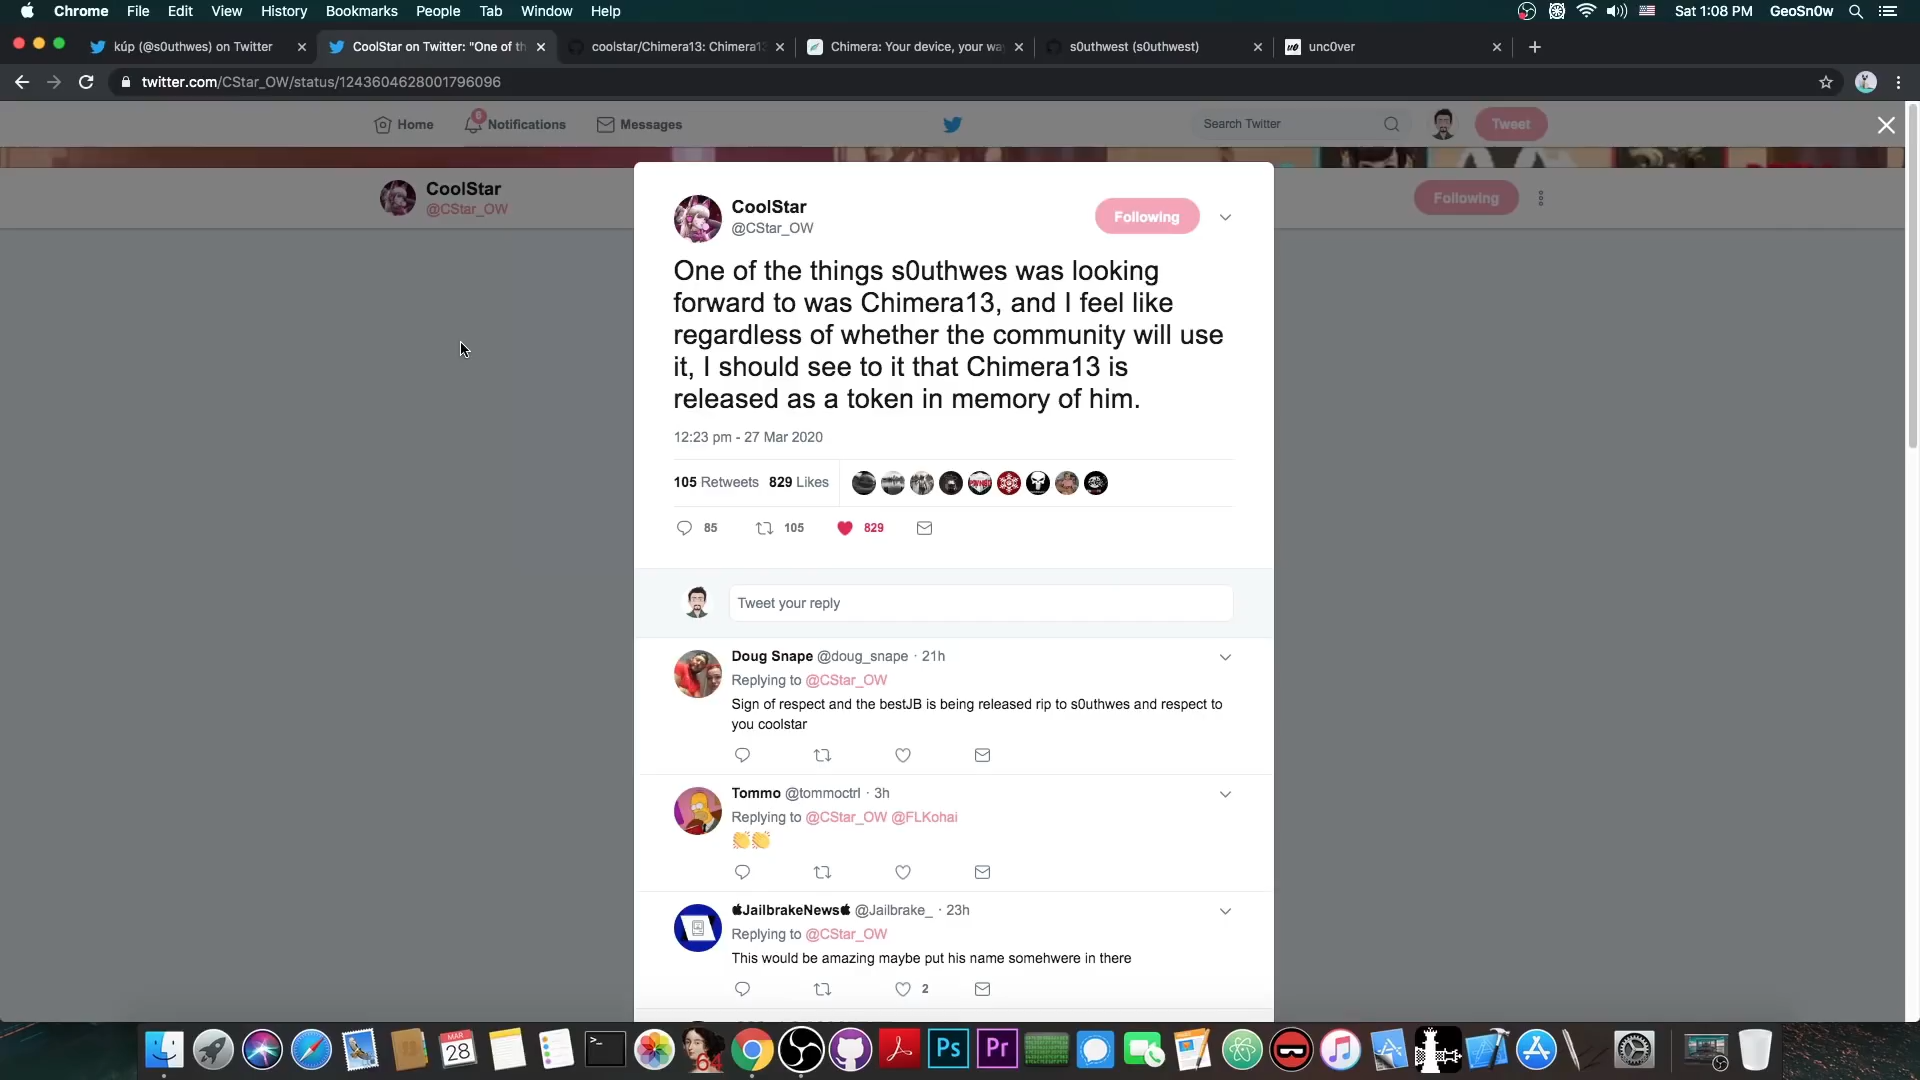 Chrome File Edit View History Bookmarks People Tab Window Help Sat 1:08 PM GeoSn0w
kúp (@s0uthwes) on Twitter CoolStar on Twitter: "One of th coolstar/Chimera13: Chimera13 Chimera: Your device, your way s0uthwest (s0uthwest) unc0ver
twitter.com/CStar_OW/status/1243604628001796096
Home 6 Notifications Messages Search Twitter Tweet
CoolStar
@CStar_OW
Following
CoolStar
@CStar_OW
Following
One of the things s0uthwes was looking
forward to was Chimera13, and I feel like
regardless of whether the community will use
it, I should see to it that Chimera13 is
released as a token in memory of him.
12:23 pm - 27 Mar 2020
105 Retweets 829 Likes
85 105 829
Tweet your reply
Doug Snape @doug_snape · 21h
Replying to @CStar_OW
Sign of respect and the bestJB is being released rip to s0uthwes and respect to
you coolstar
Tommo @tommoctrl · 3h
Replying to @CStar_OW @FLKohai
👏👏
JailbrakeNews @Jailbrake_ · 23h
Replying to @CStar_OW
This would be amazing maybe put his name somehwere in there
2
MAR
28
64
Ps Pr